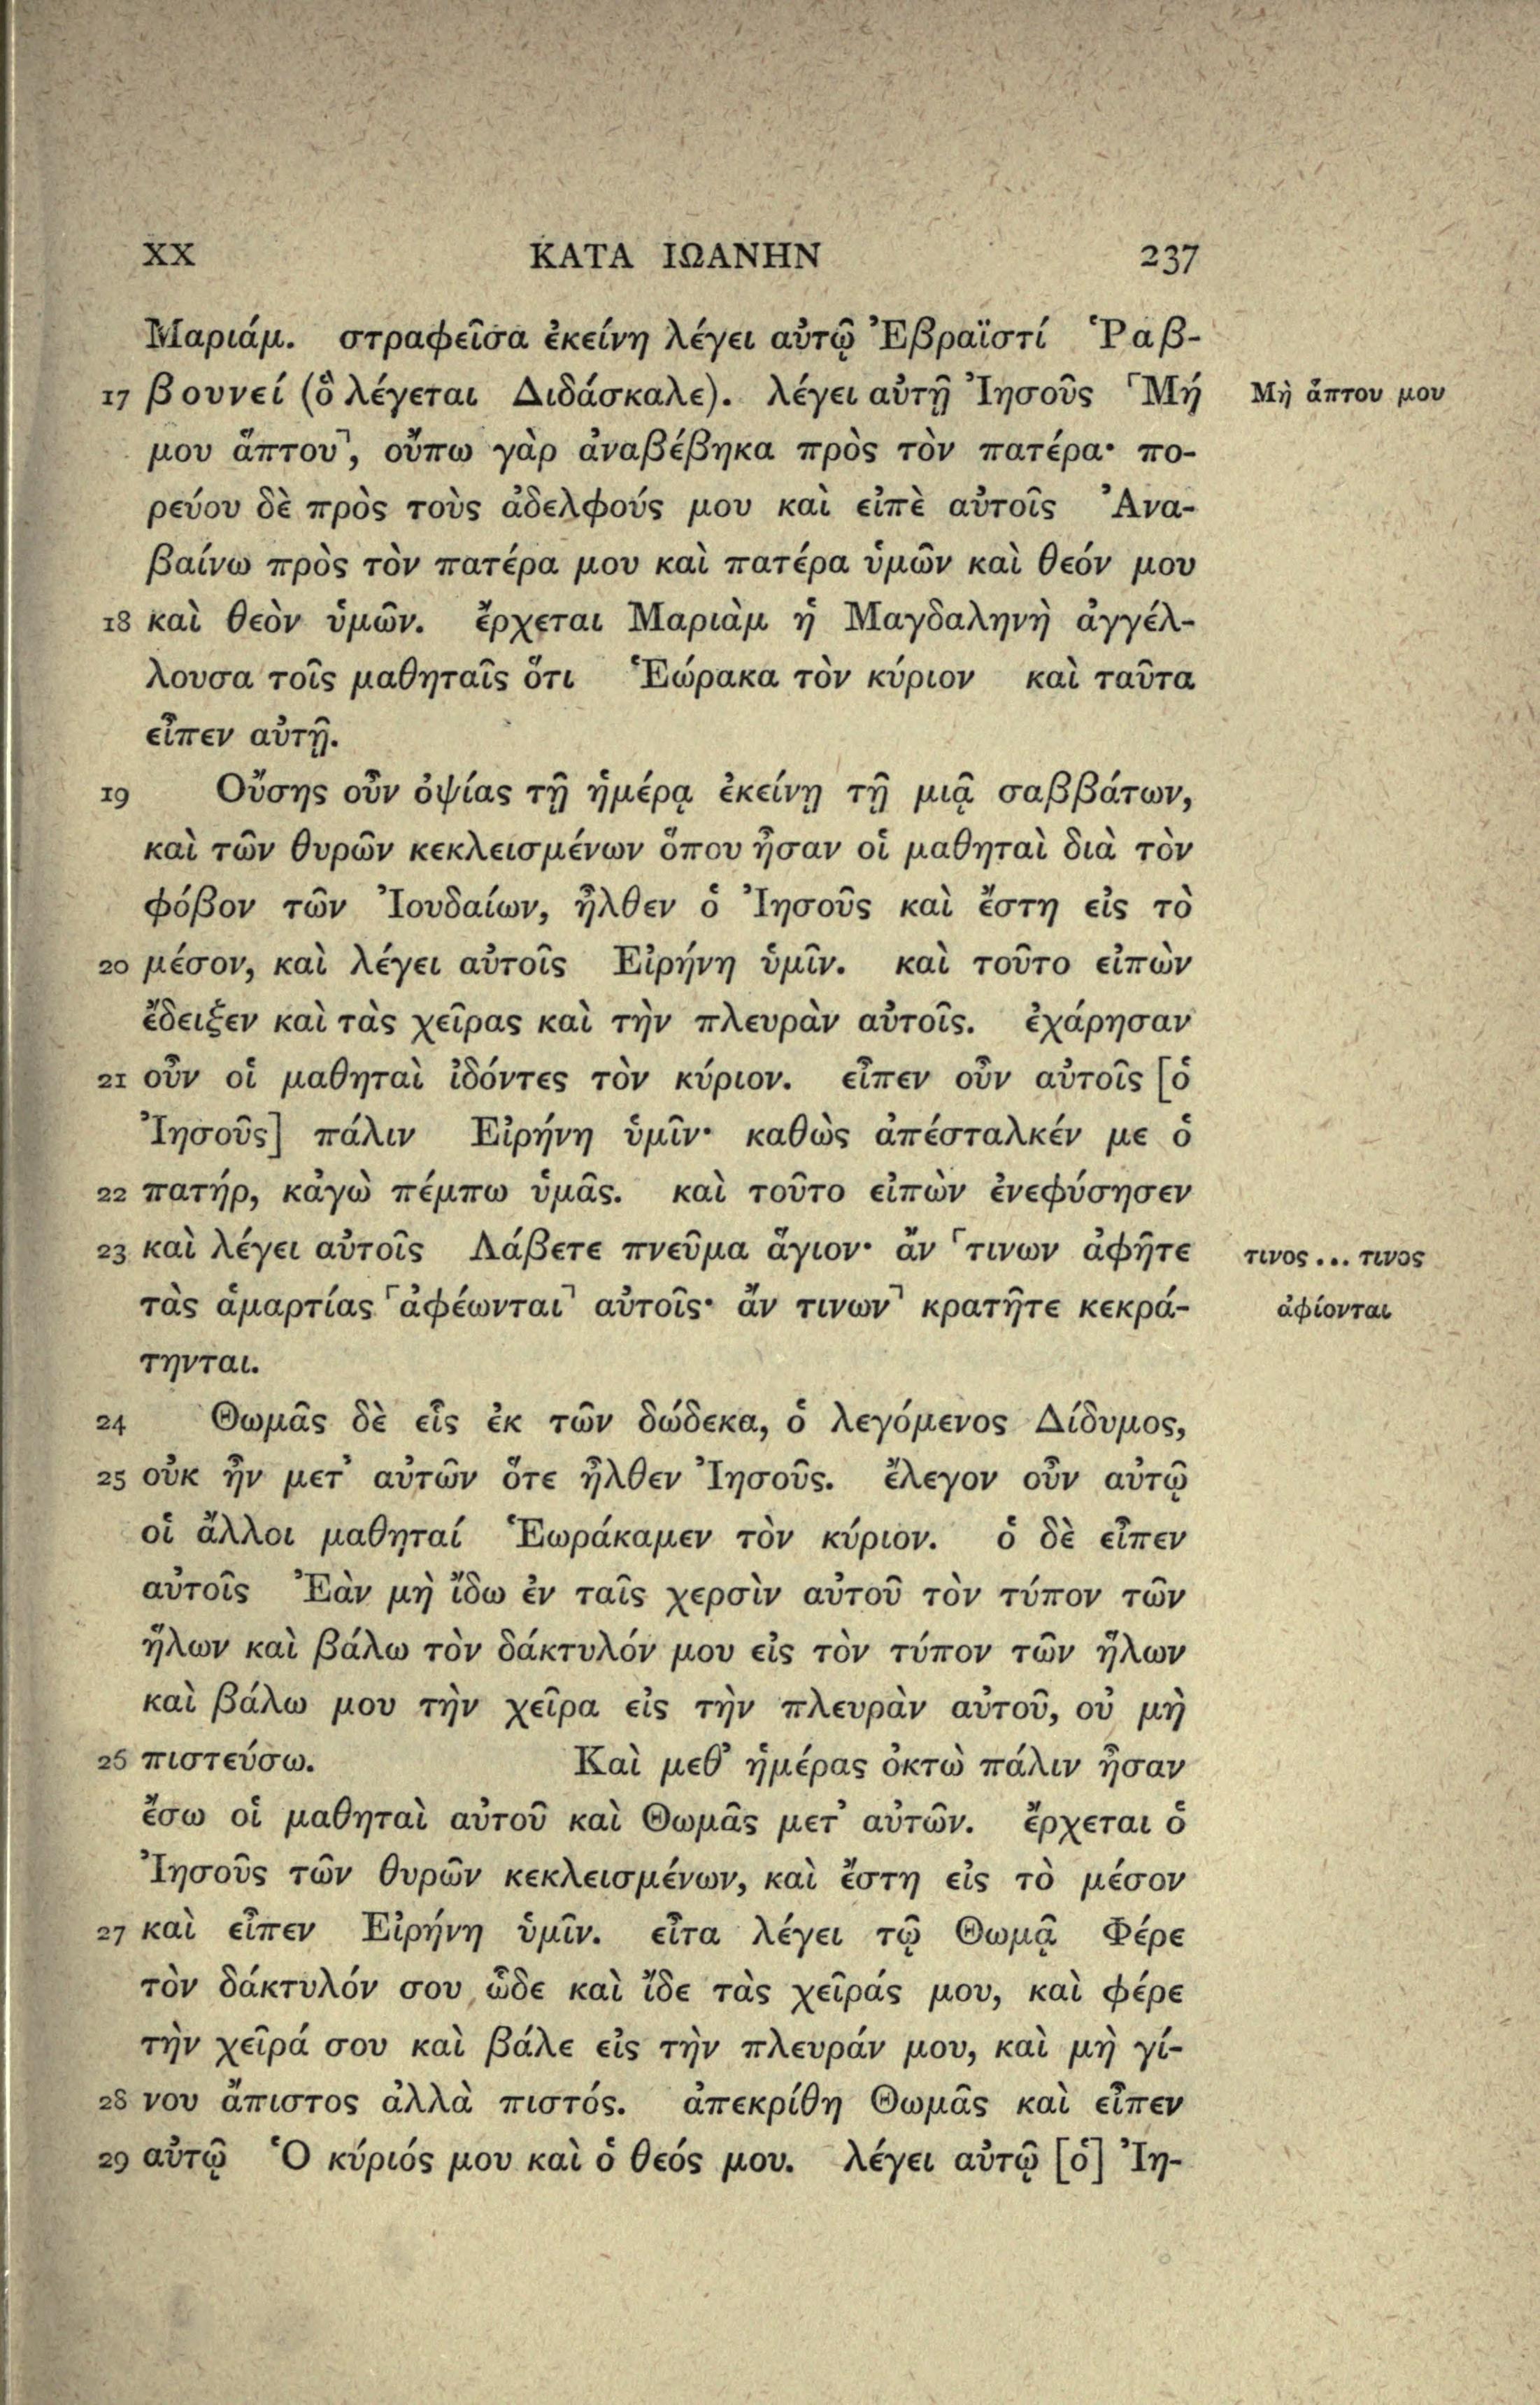 XX ΚΑΤΑ ΙΩΑΝΗΝ 237
Μαριάμ. στραφεῖσα ἐκείνη λέγει αὐτῷ Ἐβραϊστί Ῥαβ-
17 βουνεί (ὃ λέγεται Διδάσκαλε). λέγει αὐτῇ Ἰησοῦς ⸢Μή Μὴ ἅπτου μου
μου ἅπτου⸣, οὔπω γὰρ ἀναβέβηκα πρὸς τὸν πατέρα· πο-
ρεύου δὲ πρὸς τοὺς ἀδελφούς μου καὶ εἰπὲ αὐτοῖς Ἀνα-
βαίνω πρὸς τὸν πατέρα μου καὶ πατέρα ὑμῶν καὶ θεόν μου
18 καὶ θεὸν ὑμῶν. ἔρχεται Μαριὰμ ἡ Μαγδαληνὴ ἀγγέλ-
λουσα τοῖς μαθηταῖς ὅτι Ἑώρακα τὸν κύριον καὶ ταῦτα
εἶπεν αὐτῇ.
19 Οὔσης οὖν ὀψίας τῇ ἡμέρᾳ ἐκείνῃ τῇ μιᾷ σαββάτων,
καὶ τῶν θυρῶν κεκλεισμένων ὅπου ἦσαν οἱ μαθηταὶ διὰ τὸν
φόβον τῶν Ἰουδαίων, ἦλθεν ὁ Ἰησοῦς καὶ ἔστη εἰς τὸ
20 μέσον, καὶ λέγει αὐτοῖς Εἰρήνη ὑμῖν. καὶ τοῦτο εἰπὼν
ἔδειξεν καὶ τὰς χεῖρας καὶ τὴν πλευρὰν αὐτοῖς. ἐχάρησαν
21 οὖν οἱ μαθηταὶ ἰδόντες τὸν κύριον. εἶπεν οὖν αὐτοῖς [ὁ
Ἰησοῦς] πάλιν Εἰρήνη ὑμῖν· καθὼς ἀπέσταλκέν με ὁ
22 πατήρ, κἀγὼ πέμπω ὑμᾶς. καὶ τοῦτο εἰπὼν ἐνεφύσησεν
23 καὶ λέγει αὐτοῖς Λάβετε πνεῦμα ἅγιον· ἄν ⸢τινων ἀφῆτε τινος ... τινος
τὰς ἁμαρτίας ⸢ἀφέωνται⸣ αὐτοῖς· ἄν τινων⸣ κρατῆτε κεκρά- ἀφίονται
τηνται.
24 Θωμᾶς δὲ εἷς ἐκ τῶν δώδεκα, ὁ λεγόμενος Δίδυμος,
25 οὐκ ἦν μετ’ αὐτῶν ὅτε ἦλθεν Ἰησοῦς. ἔλεγον οὖν αὐτῷ
οἱ ἄλλοι μαθηταί Ἑωράκαμεν τὸν κύριον. ὁ δὲ εἶπεν
αὐτοῖς Ἐὰν μὴ ἴδω ἐν ταῖς χερσὶν αὐτοῦ τὸν τύπον τῶν
ἥλων καὶ βάλω τὸν δάκτυλόν μου εἰς τὸν τύπον τῶν ἥλων
καὶ βάλω μου τὴν χεῖρα εἰς τὴν πλευρὰν αὐτοῦ, οὐ μὴ
26 πιστεύσω. Καὶ μεθ’ ἡμέρας ὀκτὼ πάλιν ἦσαν
ἔσω οἱ μαθηταὶ αὐτοῦ καὶ Θωμᾶς μετ’ αὐτῶν. ἔρχεται ὁ
Ἰησοῦς τῶν θυρῶν κεκλεισμένων, καὶ ἔστη εἰς τὸ μέσον
27 καὶ εἶπεν Εἰρήνη ὑμῖν. εἶτα λέγει τῷ Θωμᾷ Φέρε
τὸν δάκτυλόν σου ὧδε καὶ ἴδε τὰς χεῖράς μου, καὶ φέρε
τὴν χεῖρά σου καὶ βάλε εἰς τὴν πλευράν μου, καὶ μὴ γί-
28 νου ἄπιστος ἀλλὰ πιστός. ἀπεκρίθη Θωμᾶς καὶ εἶπεν
29 αὐτῷ Ὁ κύριός μου καὶ ὁ θεός μου. λέγει αὐτῷ [ὁ] Ἰη-